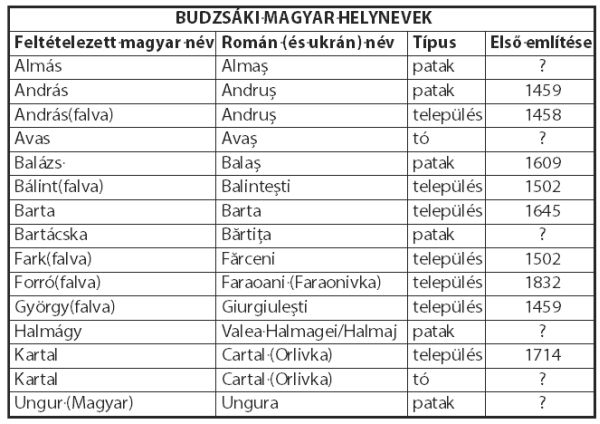 BUDZSÁKI MAGYAR HELYNEVEK
Feltételezett magyar név Román (és ukrán) név Típus Első említése
Almás Almaş patak ?
András Andruş patak 1459
András(falva) Andruş település 1458
Avas Avaş tó ?
Balázs Balaş patak 1609
Bálint(falva) Balinteşti település 1502
Barta Barta település 1645
Bartácska Bărtiţa patak ?
Fark(falva) Fărceni település 1502
Forró(falva) Faraoani (Faraonivka) település 1832
György(falva) Giurgiuleşti település 1459
Halmágy Valea Halmagei/Halmaj patak ?
Kartal Cartal (Orlivka) település 1714
Kartal Cartal (Orlivka) tó ?
Ungur (Magyar) Ungura patak ?